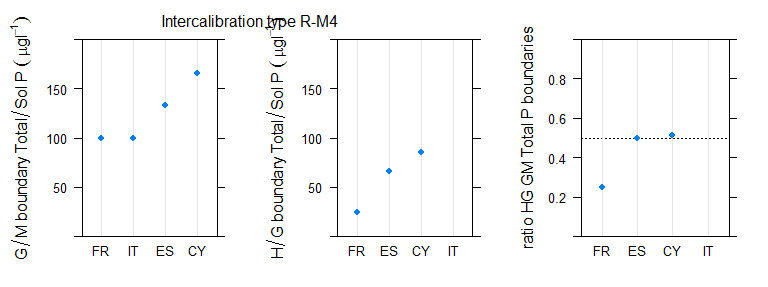 Intercalibration type R-M4
G/M boundary Total/Sol P ( µgl⁻¹)
150
100
50
FR IT ES CY
H/G boundary Total/Sol P ( µgl⁻¹)
150
100
50
FR ES CY IT
ratio HG GM Total P boundaries
0.8
0.6
0.4
0.2
FR ES CY IT